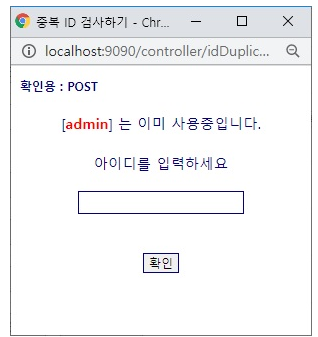 중복 ID 검사하기 - Chr...
localhost:9090/controller/idDuplic...
확인용 : POST
[admin] 는 이미 사용중입니다.
아이디를 입력하세요
확인